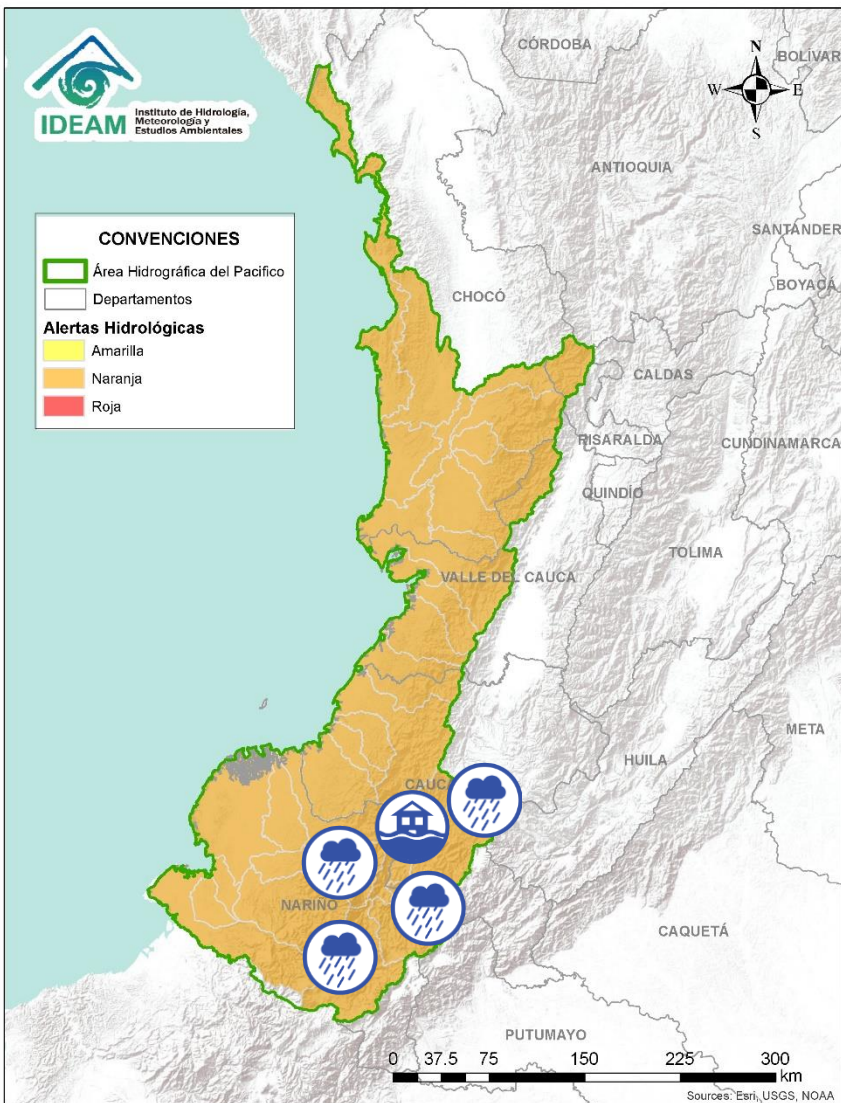 IDEAM
Instituto de Hidrología,
Meteorología y
Estudios Ambientales
CÓRDOBA
BOLÍVAR
N
W
E
S
ANTIOQUIA
SANTANDER
BOYACÁ
CONVENCIONES
Área Hidrográfica del Pacifico
Departamentos
Alertas Hidrológicas
Amarilla
Naranja
Roja
CHOCÓ
CALDAS
RISARALDA
CUNDINAMARCA
QUINDÍO
TOLIMA
VALLE DEL CAUCA
META
HUILA
CAUCA
NARIÑO
CAQUETÁ
PUTUMAYO
0 37.5 75 150 225 300
km
Sources: Esri, USGS, NOAA